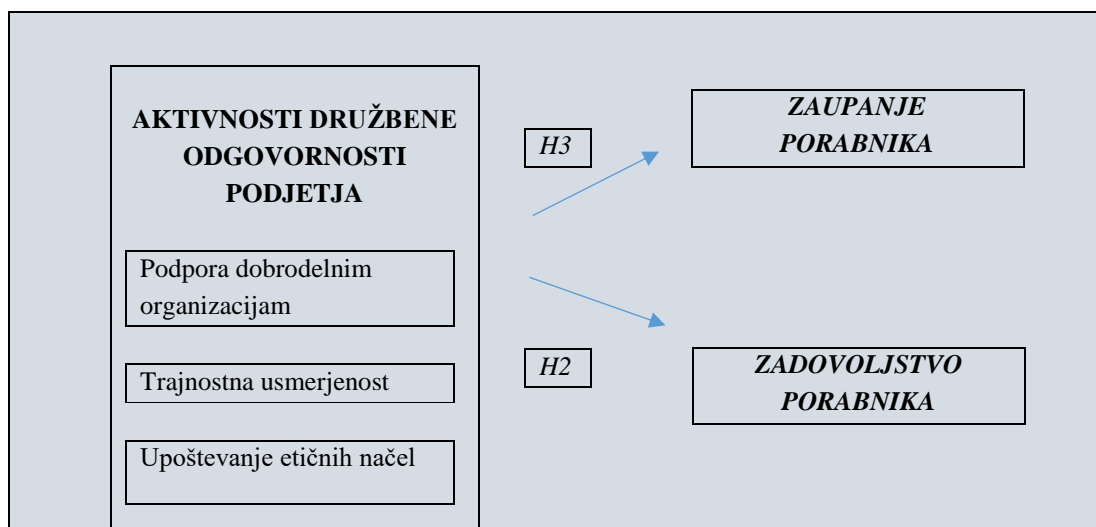 AKTIVNOSTI DRUŽBENE
ODGOVORNOSTI
PODJETJA
Podpora dobrodelnim
organizacijam
Trajnostna usmerjenost
Upoštevanje etičnih načel
H3
H2
ZAUPANJE
PORABNIKA
ZADOVOLJSTVO
PORABNIKA